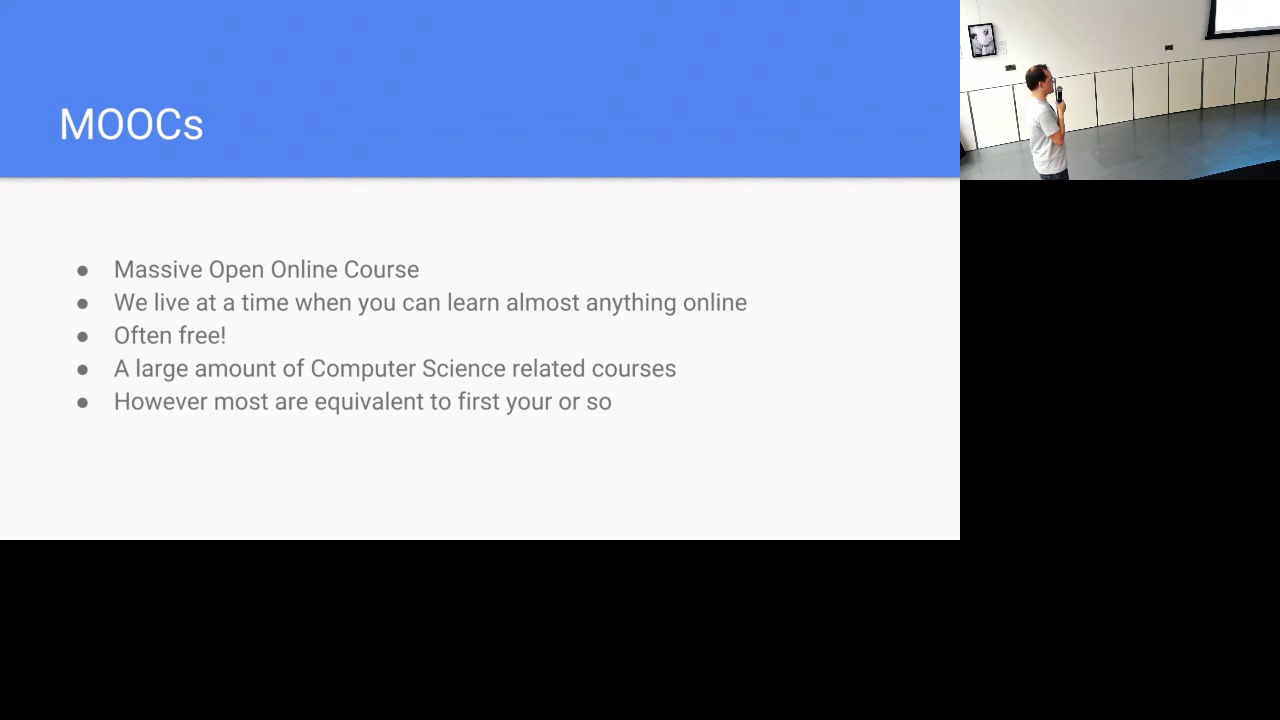 MOOCs
● Massive Open Online Course
● We live at a time when you can learn almost anything online
● Often free!
● A large amount of Computer Science related courses
● However most are equivalent to first your or so